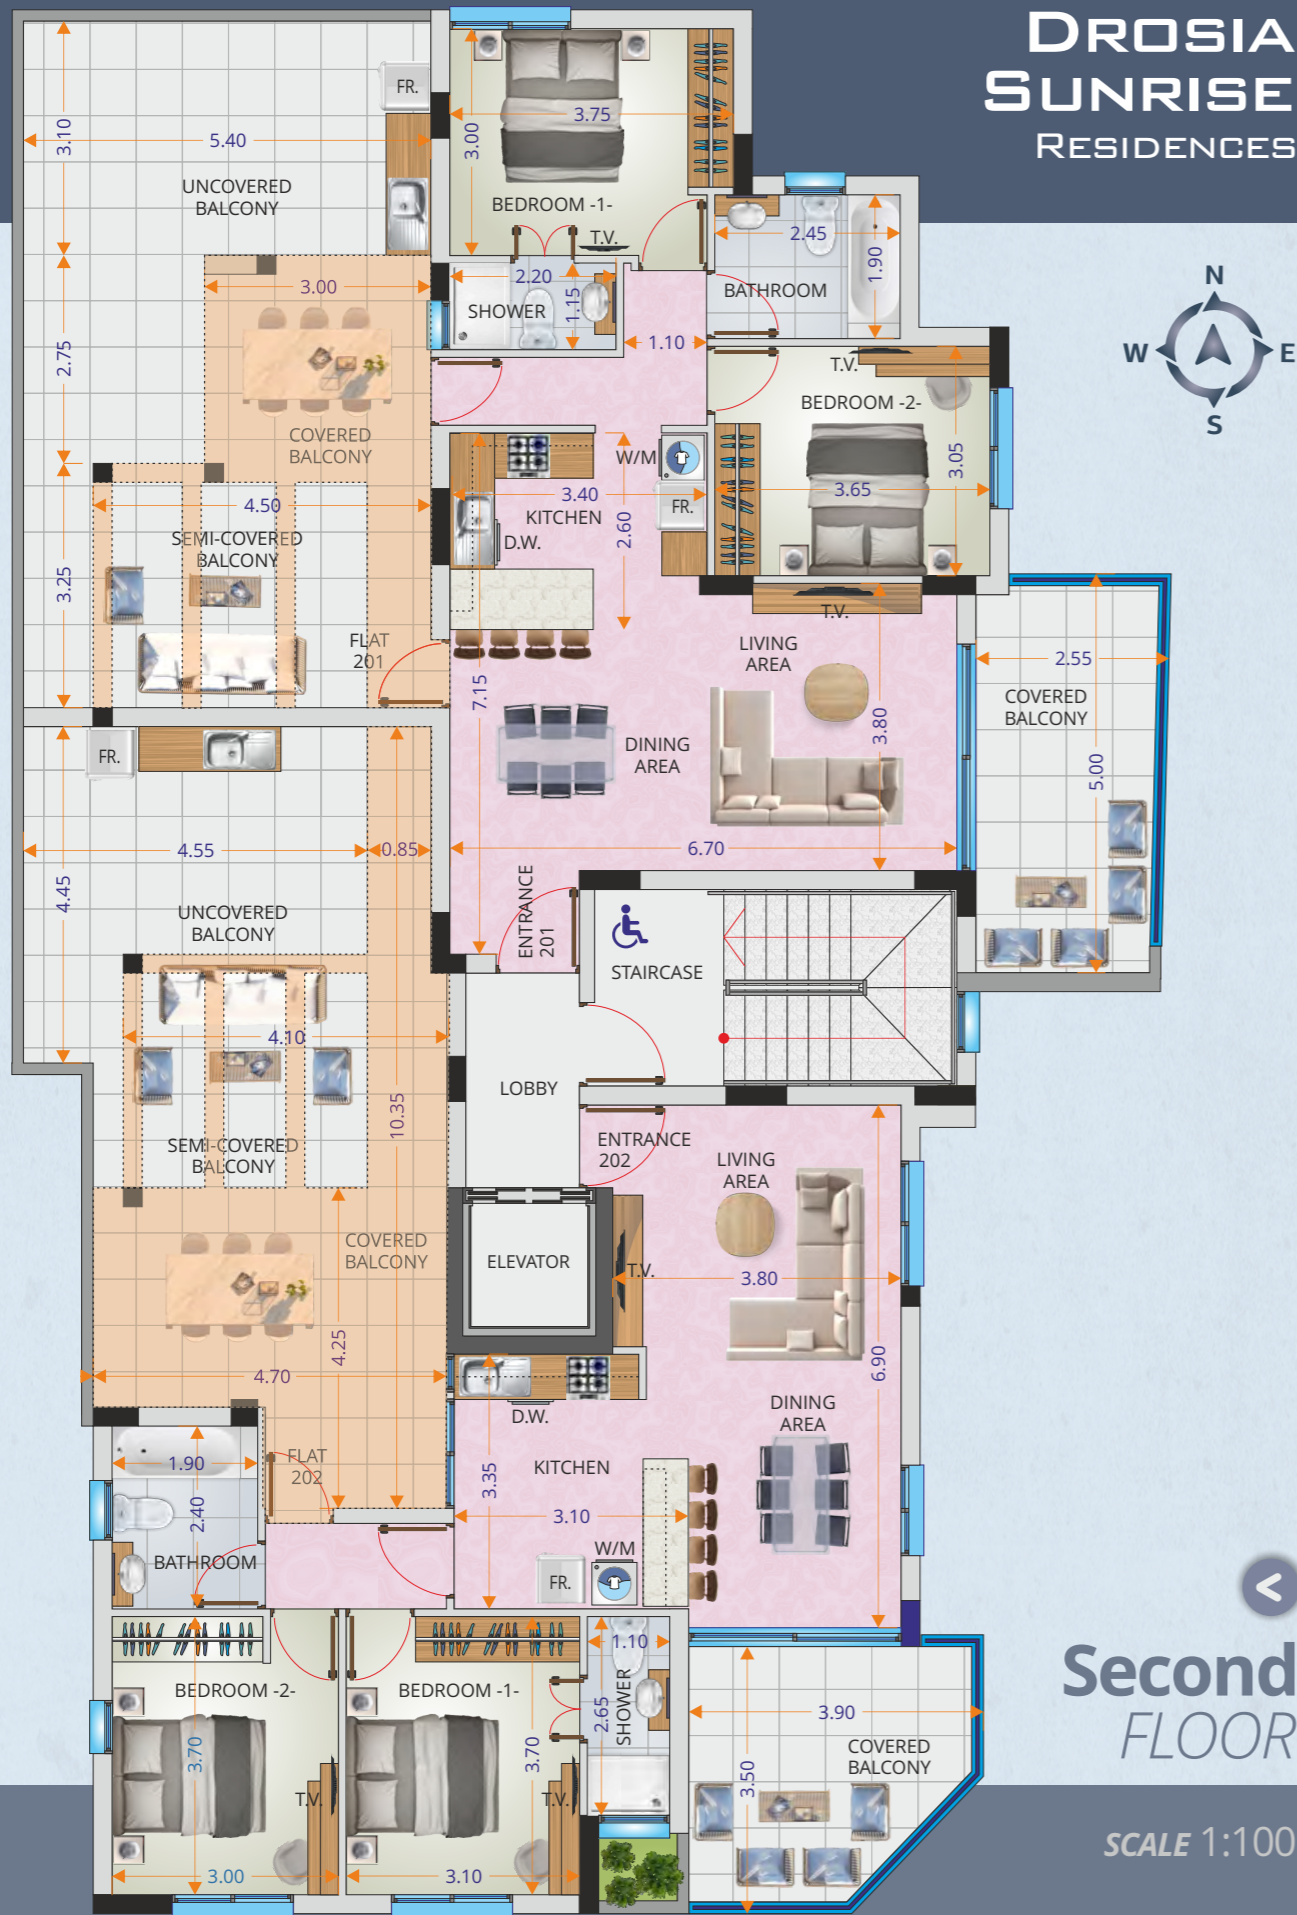 DROSIA
SUNRISE
RESIDENCES
N
W
E
S
FR.
3.10
5.40
UNCOVERED
BALCONY
3.00
3.75
BEDROOM -1-
T.V.
2.45
1.90
BATHROOM
2.20
1.15
SHOWER
1.10
3.00
2.75
COVERED
BALCONY
T.V.
BEDROOM -2-
3.05
3.65
W/M
FR.
3.40
KITCHEN
2.60
D.W.
4.50
SEMI-COVERED
BALCONY
3.25
FLAT
201
T.V.
LIVING
AREA
2.55
COVERED
BALCONY
7.15
3.80
DINING
AREA
5.00
FR.
4.55
0.85
6.70
4.45
UNCOVERED
BALCONY
ENTRANCE
201
STAIRCASE
4.10
LOBBY
10.35
SEMI-COVERED
BALCONY
ENTRANCE
202
LIVING
AREA
COVERED
BALCONY
ELEVATOR
T.V.
3.80
4.25
4.70
6.90
D.W.
DINING
AREA
1.90
FLAT
202
KITCHEN
3.35
2.40
3.10
BATHROOM
W/M
FR.
1.10
BEDROOM -2-
BEDROOM -1-
2.65
SHOWER
3.90
3.70
3.70
COVERED
BALCONY
3.50
T.V.
T.V.
3.00
3.10
<
Second
FLOOR
SCALE 1:100